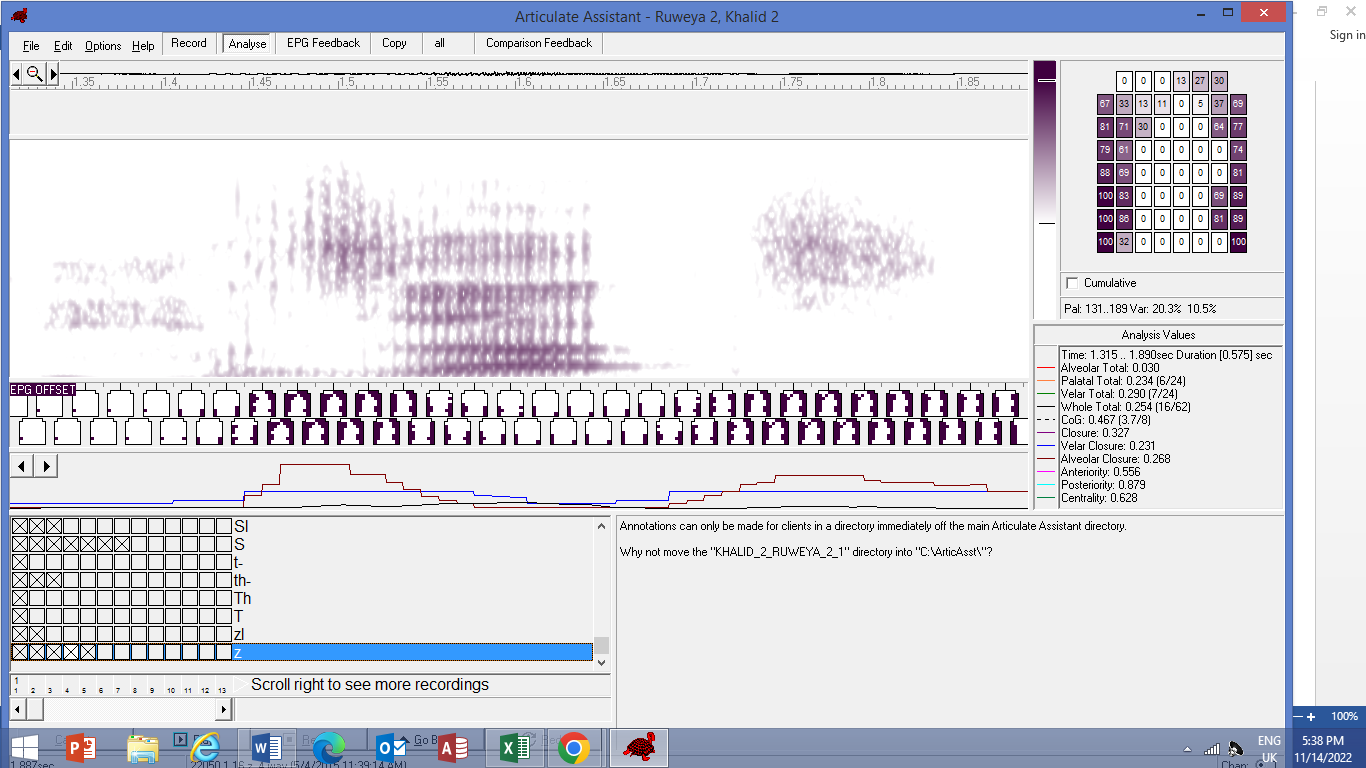 Articulate Assistant - Ruweya 2, Khalid 2
Sign in
File Edit Options Help Record Analyse EPG Feedback Copy all Comparison Feedback
1.35 1.4 1.45 1.5 1.55 1.6 1.65 1.7 1.75 1.8 1.85
0 0 0 13 27 30
67 33 13 11 0 5 37 69
81 71 30 0 0 0 64 77
79 61 0 0 0 0 0 74
88 69 0 0 0 0 0 81
100 83 0 0 0 0 69 89
100 86 0 0 0 0 81 89
100 32 0 0 0 0 0 100
Cumulative
Pal: 131..189 Var: 20.3% 10.5%
Analysis Values
Time: 1.315 .. 1.890sec Duration [0.575] sec
Alveolar Total: 0.030
Palatal Total: 0.234 (6/24)
Velar Total: 0.290 (7/24)
Whole Total: 0.254 (16/62)
CoG: 0.467 (3.7/8)
Closure: 0.327
Velar Closure: 0.231
Alveolar Closure: 0.268
Anteriority: 0.556
Posteriority: 0.879
Centrality: 0.628
EPG OFFSET
SI
S
t-
th-
Th
T
zI
z
1
1 2 3 4 5 6 7 8 9 10 11 12 13
Scroll right to see more recordings
Annotations can only be made for clients in a directory immediately off the main Articulate Assistant directory.
Why not move the "KHALID_2_RUWEYA_2_1" directory into "C:\ArticAsst\"?
100%
Go B
ENG
UK
5:38 PM
11/14/2022
1.887sec
Chan: